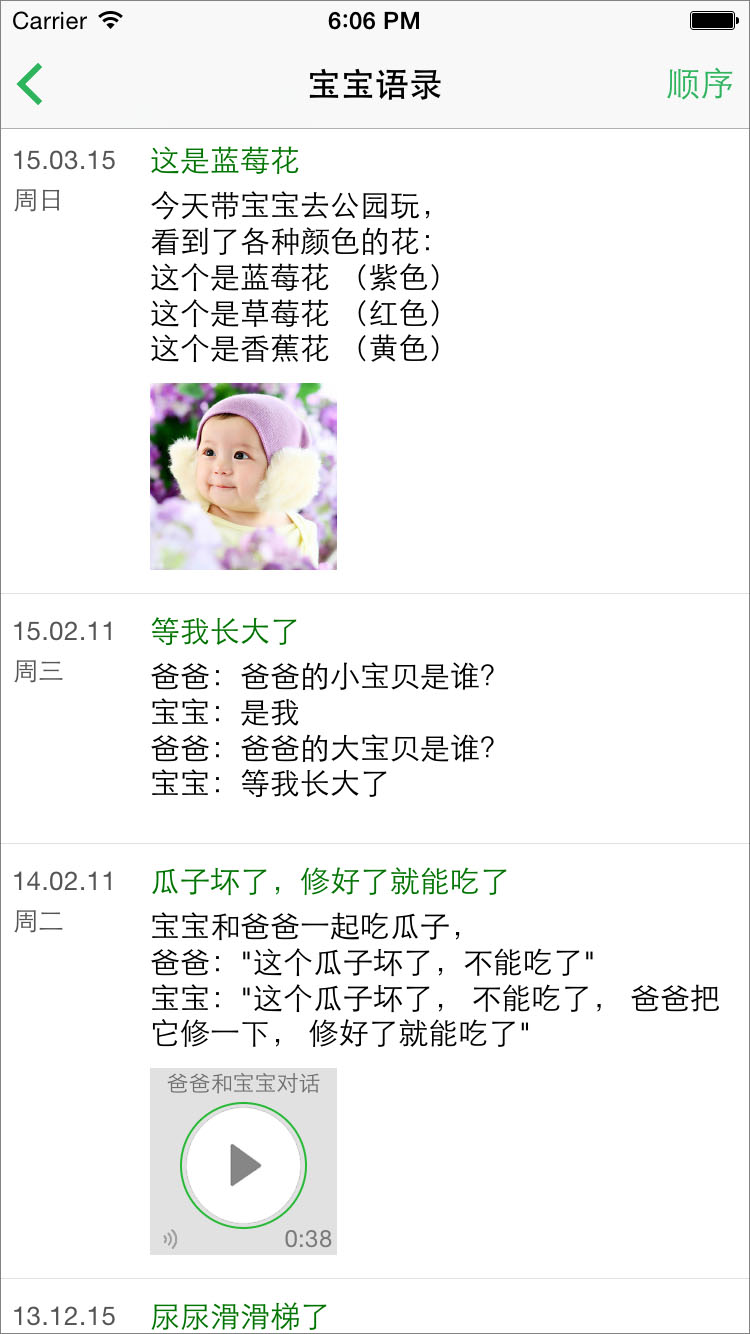 Carrier 6:06 PM
宝宝语录 顺序
15.03.15 这是蓝莓花
周日
今天带宝宝去公园玩，
看到了各种颜色的花：
这个是蓝莓花 （紫色）
这个是草莓花 （红色）
这个是香蕉花 （黄色）
15.02.11 等我长大了
周三
爸爸：爸爸的小宝贝是谁？
宝宝：是我
爸爸：爸爸的大宝贝是谁？
宝宝：等我长大了
14.02.11 瓜子坏了，修好了就能吃了
周二
宝宝和爸爸一起吃瓜子，
爸爸："这个瓜子坏了，不能吃了"
宝宝："这个瓜子坏了， 不能吃了， 爸爸把
它修一下， 修好了就能吃了"
爸爸和宝宝对话
0:38
13.12.15 尿尿滑滑梯了